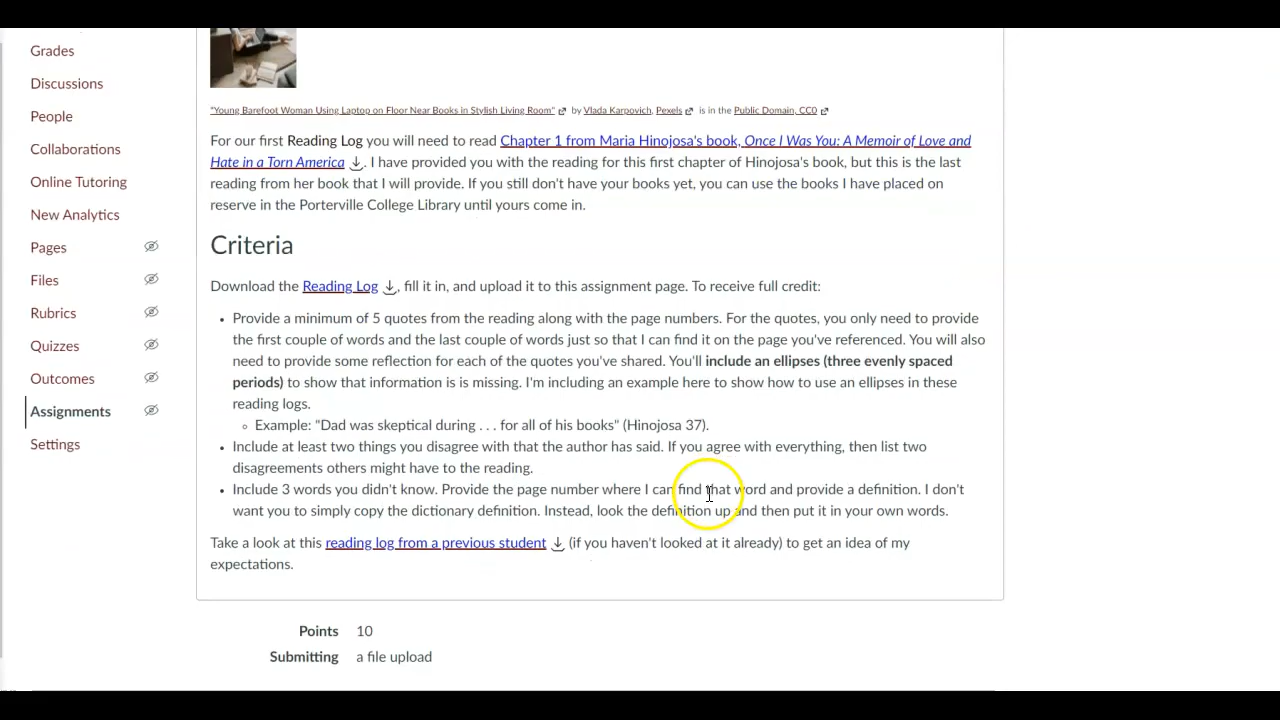 Grades
Discussions
People
Collaborations
Online Tutoring
New Analytics
Pages
Files
Rubrics
Quizzes
Outcomes
Assignments
Settings
"Young Barefoot Woman Using Laptop on Floor Near Books in Stylish Living Room" by Vlada Karpovich, Pexels is in the Public Domain, CC0
For our first Reading Log you will need to read Chapter 1 from Maria Hinojosa's book, Once I Was You: A Memoir of Love and
Hate in a Torn America . I have provided you with the reading for this first chapter of Hinojosa's book, but this is the last
reading from her book that I will provide. If you still don't have your books yet, you can use the books I have placed on
reserve in the Porterville College Library until yours come in.
Criteria
Download the Reading Log , fill it in, and upload it to this assignment page. To receive full credit:
• Provide a minimum of 5 quotes from the reading along with the page numbers. For the quotes, you only need to provide
the first couple of words and the last couple of words just so that I can find it on the page you've referenced. You will also
need to provide some reflection for each of the quotes you've shared. You'll include an ellipses (three evenly spaced
periods) to show that information is is missing. I'm including an example here to show how to use an ellipses in these
reading logs.
◦ Example: "Dad was skeptical during . . . for all of his books" (Hinojosa 37).
• Include at least two things you disagree with that the author has said. If you agree with everything, then list two
disagreements others might have to the reading.
• Include 3 words you didn't know. Provide the page number where I can find that word and provide a definition. I don't
want you to simply copy the dictionary definition. Instead, look the definition up and then put it in your own words.
Take a look at this reading log from a previous student (if you haven't looked at it already) to get an idea of my
expectations.
Points 10
Submitting a file upload